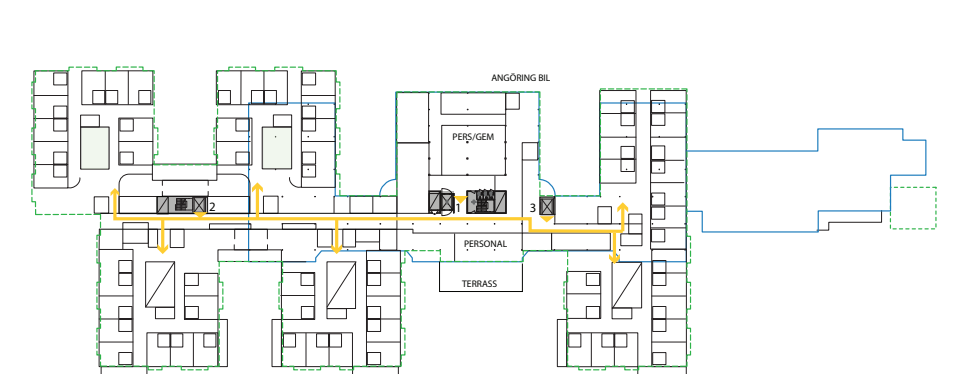 ANGÖRING BIL
PERS/GEM
2
1
3
PERSONAL
TERRASS